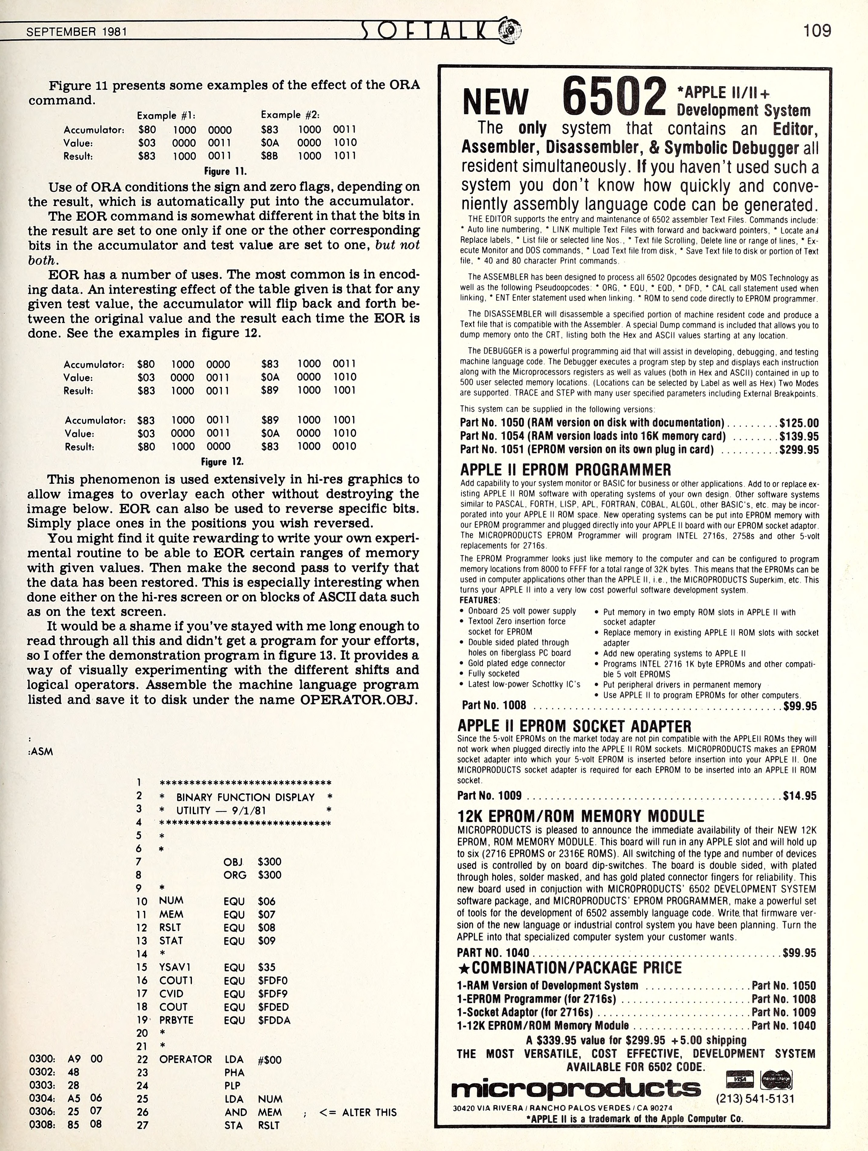 SEPTEMBER 1981
SOFTALK
109
Figure 11 presents some examples of the effect of the ORA
command.
Example #1: Example #2:
Accumulator: $80 1000 0000 $83 1000 0011
Value: $03 0000 0011 $0A 0000 1010
Result: $83 1000 0011 $8B 1000 1011
Figure 11.
Use of ORA conditions the sign and zero flags, depending on
the result, which is automatically put into the accumulator.
The EOR command is somewhat different in that the bits in
the result are set to one only if one or the other corresponding
bits in the accumulator and test value are set to one, but not
both.
EOR has a number of uses. The most common is in encod-
ing data. An interesting effect of the table given is that for any
given test value, the accumulator will flip back and forth be-
tween the original value and the result each time the EOR is
done. See the examples in figure 12.
Accumulator: $80 1000 0000 $83 1000 0011
Value: $03 0000 0011 $0A 0000 1010
Result: $83 1000 0011 $89 1000 1001
Accumulator: $83 1000 0011 $89 1000 1001
Value: $03 0000 0011 $0A 0000 1010
Result: $80 1000 0000 $83 1000 0010
Figure 12.
This phenomenon is used extensively in hi-res graphics to
allow images to overlay each other without destroying the
image below. EOR can also be used to reverse specific bits.
Simply place ones in the positions you wish reversed.
You might find it quite rewarding to write your own experi-
mental routine to be able to EOR certain ranges of memory
with given values. Then make the second pass to verify that
the data has been restored. This is especially interesting when
done either on the hi-res screen or on blocks of ASCII data such
as on the text screen.
It would be a shame if you've stayed with me long enough to
read through all this and didn't get a program for your efforts,
so I offer the demonstration program in figure 13. It provides a
way of visually experimenting with the different shifts and
logical operators. Assemble the machine language program
listed and save it to disk under the name OPERATOR.OBJ.
:
:ASM
1 *****************************
2 * BINARY FUNCTION DISPLAY *
3 * UTILITY — 9/1/81 *
4 *****************************
5 *
6 *
7 OBJ $300
8 ORG $300
9 *
10 NUM EQU $06
11 MEM EQU $07
12 RSLT EQU $08
13 STAT EQU $09
14 *
15 YSAV1 EQU $35
16 COUT1 EQU $FDF0
17 CVID EQU $FDF9
18 COUT EQU $FDED
19 PRBYTE EQU $FDDA
20 *
21 *
0300: A9 00 22 OPERATOR LDA #$00
0302: 48 23 PHA
0303: 28 24 PLP
0304: A5 06 25 LDA NUM
0306: 25 07 26 AND MEM ; <= ALTER THIS
0308: 85 08 27 STA RSLT
NEW 6502 *APPLE II/II+
Development System
The only system that contains an Editor,
Assembler, Disassembler, & Symbolic Debugger all
resident simultaneously. If you haven't used such a
system you don't know how quickly and conve-
niently assembly language code can be generated.
THE EDITOR supports the entry and maintenance of 6502 assembler Text Files. Commands include:
* Auto line numbering, * LINK multiple Text Files with forward and backward pointers, * Locate and
Replace labels, * List file or selected line Nos., * Text file Scrolling, Delete line or range of lines, * Ex-
ecute Monitor and DOS commands, * Load Text file from disk, * Save Text file to disk or portion of Text
file, * 40 and 80 character Print commands.
The ASSEMBLER has been designed to process all 6502 Opcodes designated by MOS Technology as
well as the following Pseudoopcodes: * ORG, * EQU, * EQD, * DFD, * CAL call statement used when
linking, * ENT Enter statement used when linking. * ROM to send code directly to EPROM programmer.
The DISASSEMBLER will disassemble a specified portion of machine resident code and produce a
Text file that is compatible with the Assembler. A special Dump command is included that allows you to
dump memory onto the CRT, listing both the Hex and ASCII values starting at any location.
The DEBUGGER is a powerful programming aid that will assist in developing, debugging, and testing
machine language code. The Debugger executes a program step by step and displays each instruction
along with the Microprocessors registers as well as values (both in Hex and ASCII) contained in up to
500 user selected memory locations. (Locations can be selected by Label as well as Hex) Two Modes
are supported. TRACE and STEP with many user specified parameters including External Breakpoints.
This system can be supplied in the following versions:
Part No. 1050 (RAM version on disk with documentation) ......... $125.00
Part No. 1054 (RAM version loads into 16K memory card) ........ $139.95
Part No. 1051 (EPROM version on its own plug in card) .......... $299.95
APPLE II EPROM PROGRAMMER
Add capability to your system monitor or BASIC for business or other applications. Add to or replace ex-
isting APPLE II ROM software with operating systems of your own design. Other software systems
similar to PASCAL, FORTH, LISP, APL, FORTRAN, COBAL, ALGOL, other BASIC's, etc. may be incor-
porated into your APPLE II ROM space. New operating systems can be put into EPROM memory with
our EPROM programmer and plugged directly into your APPLE II board with our EPROM socket adaptor.
The MICROPRODUCTS EPROM Programmer will program INTEL 2716s, 2758s and other 5-volt
replacements for 2716s.
The EPROM Programmer looks just like memory to the computer and can be configured to program
memory locations from 8000 to FFFF for a total range of 32K bytes. This means that the EPROMs can be
used in computer applications other than the APPLE II, i.e., the MICROPRODUCTS Superkim, etc. This
turns your APPLE II into a very low cost powerful software development system.
FEATURES:
• Onboard 25 volt power supply
• Textool Zero insertion force
socket for EPROM
• Double sided plated through
holes on fiberglass PC board
• Gold plated edge connector
• Fully socketed
• Latest low-power Schottky IC's
• Put memory in two empty ROM slots in APPLE II with
socket adapter
• Replace memory in existing APPLE II ROM slots with socket
adapter
• Add new operating systems to APPLE II
• Programs INTEL 2716 1K byte EPROMs and other compati-
ble 5 volt EPROMS
• Put peripheral drivers in permanent memory
• Use APPLE II to program EPROMs for other computers.
Part No. 1008 .................................. $99.95
APPLE II EPROM SOCKET ADAPTER
Since the 5-volt EPROMs on the market today are not pin compatible with the APPLEII ROMs they will
not work when plugged directly into the APPLE II ROM sockets. MICROPRODUCTS makes an EPROM
socket adapter into which your 5-volt EPROM is inserted before insertion into your APPLE II. One
MICROPRODUCTS socket adapter is required for each EPROM to be inserted into an APPLE II ROM
socket.
Part No. 1009 .................................. $14.95
12K EPROM/ROM MEMORY MODULE
MICROPRODUCTS is pleased to announce the immediate availability of their NEW 12K
EPROM, ROM MEMORY MODULE. This board will run in any APPLE slot and will hold up
to six (2716 EPROMS or 2316E ROMS). All switching of the type and number of devices
used is controlled by on board dip-switches. The board is double sided, with plated
through holes, solder masked, and has gold plated connector fingers for reliability. This
new board used in conjuction with MICROPRODUCTS' 6502 DEVELOPMENT SYSTEM
software package, and MICROPRODUCTS' EPROM PROGRAMMER, make a powerful set
of tools for the development of 6502 assembly language code. Write that firmware ver-
sion of the new language or industrial control system you have been planning. Turn the
APPLE into that specialized computer system your customer wants.
PART NO. 1040 .................................. $99.95
★COMBINATION/PACKAGE PRICE
1-RAM Version of Development System ................ Part No. 1050
1-EPROM Programmer (for 2716s) .................... Part No. 1008
1-Socket Adaptor (for 2716s) ........................ Part No. 1009
1-12K EPROM/ROM Memory Module .................. Part No. 1040
A $339.95 value for $299.95 +5.00 shipping
THE MOST VERSATILE, COST EFFECTIVE, DEVELOPMENT SYSTEM
AVAILABLE FOR 6502 CODE.
microproducts
VISA
master charge
30420 VIA RIVERA / RANCHO PALOS VERDES / CA 90274
(213) 541-5131
*APPLE II is a trademark of the Apple Computer Co.